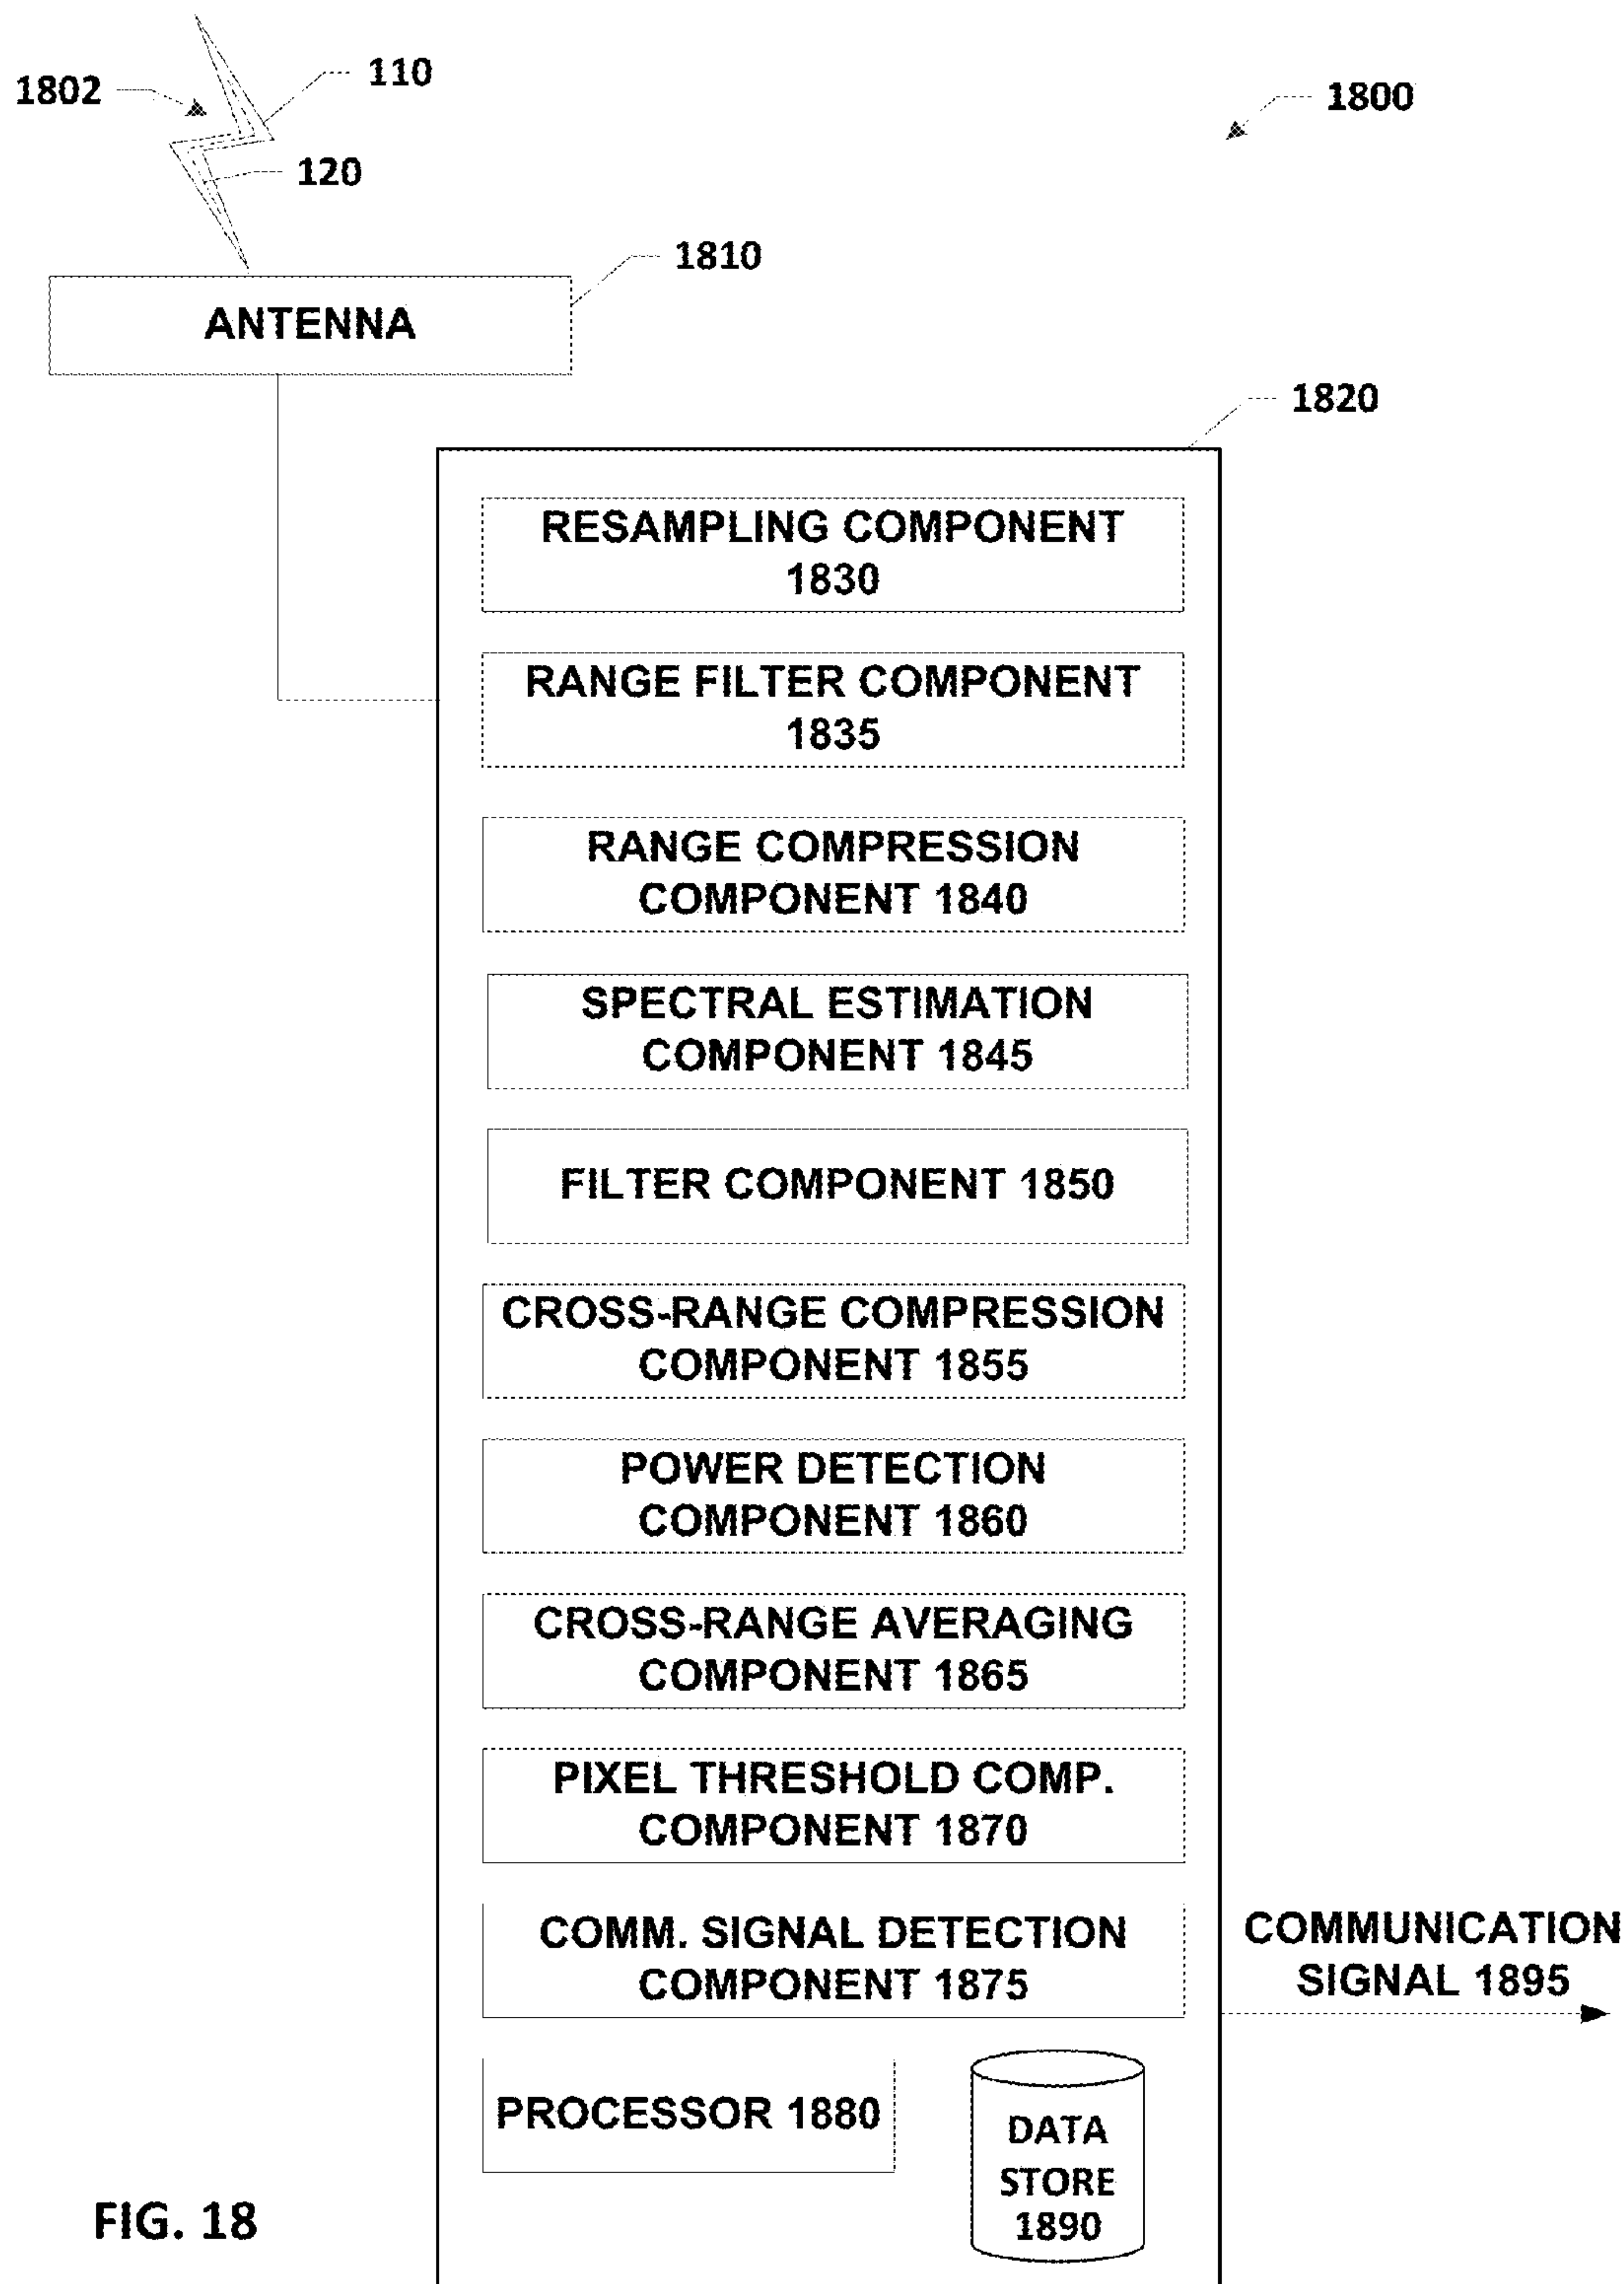 1802
110
1800
120
1810
ANTENNA
1820
RESAMPLING COMPONENT
1830
RANGE FILTER COMPONENT
1835
RANGE COMPRESSION
COMPONENT 1840
SPECTRAL ESTIMATION
COMPONENT 1845
FILTER COMPONENT 1850
CROSS-RANGE COMPRESSION
COMPONENT 1855
POWER DETECTION
COMPONENT 1860
CROSS-RANGE AVERAGING
COMPONENT 1865
PIXEL THRESHOLD COMP.
COMPONENT 1870
COMM. SIGNAL DETECTION
COMPONENT 1875
COMMUNICATION
SIGNAL 1895
PROCESSOR 1880
DATA
STORE
1890
FIG. 18